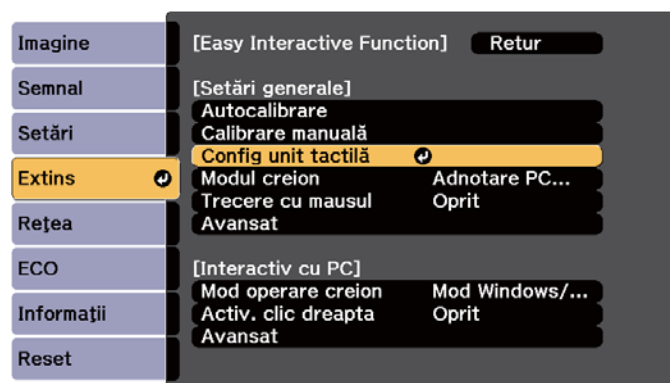 Imagine
Semnal
Setări
Extins
Reţea
ECO
Informaţii
Reset
[Easy Interactive Function] Retur
[Setări generale]
Autocalibrare
Calibrare manuală
Config unit tactilă
Modul creion Adnotare PC...
Trecere cu mausul Oprit
Avansat
[Interactiv cu PC]
Mod operare creion Mod Windows/...
Activ. clic dreapta Oprit
Avansat